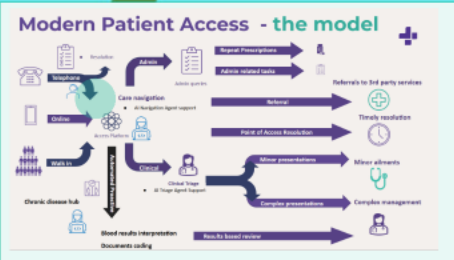 Modern Patient Access - the model
Resolution
Admin
Repeat Prescriptions
Telephone
Admin queries
Admin related tasks
Referrals to 3rd party services
Care navigation
AI Navigation Agent support
Referral
Online
Timely resolution
Access Platform
Point of Access Resolution
Walk in
Automated Proactive
Clinical
Minor presentations
Minor ailments
Clinical Triage
AI Triage Agent Support
Chronic disease hub
Complex presentations
Complex management
Blood results interpretation
Results based review
Documents coding